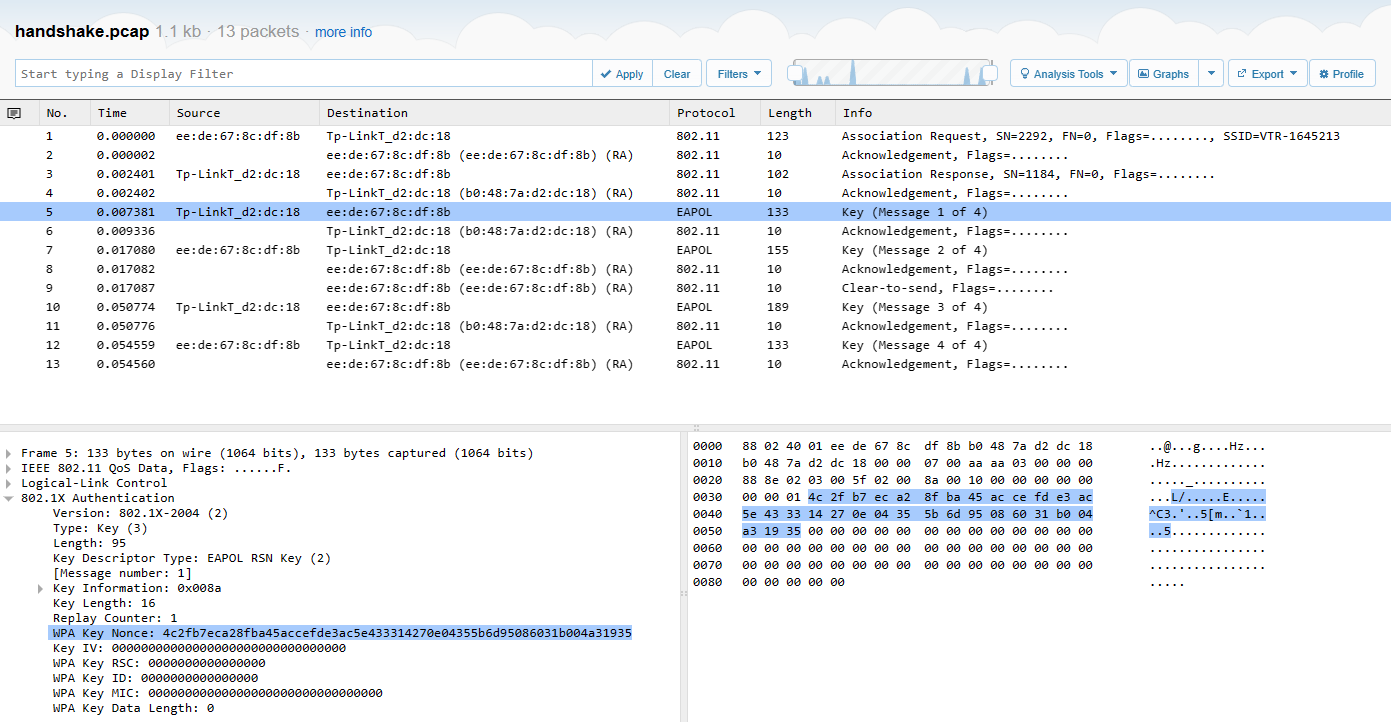 handshake.pcap 1.1 kb · 13 packets · more info
Start typing a Display Filter Apply Clear Filters Analysis Tools Graphs Export Profile
No. Time Source Destination Protocol Length Info
1 0.000000 ee:de:67:8c:df:8b Tp-LinkT_d2:dc:18 802.11 123 Association Request, SN=2292, FN=0, Flags=........, SSID=VTR-1645213
2 0.000002 ee:de:67:8c:df:8b (ee:de:67:8c:df:8b) (RA) 802.11 10 Acknowledgement, Flags=........
3 0.002401 Tp-LinkT_d2:dc:18 ee:de:67:8c:df:8b 802.11 102 Association Response, SN=1184, FN=0, Flags=........
4 0.002402 Tp-LinkT_d2:dc:18 (b0:48:7a:d2:dc:18) (RA) 802.11 10 Acknowledgement, Flags=........
5 0.007381 Tp-LinkT_d2:dc:18 ee:de:67:8c:df:8b EAPOL 133 Key (Message 1 of 4)
6 0.009336 Tp-LinkT_d2:dc:18 (b0:48:7a:d2:dc:18) (RA) 802.11 10 Acknowledgement, Flags=........
7 0.017080 ee:de:67:8c:df:8b Tp-LinkT_d2:dc:18 EAPOL 155 Key (Message 2 of 4)
8 0.017082 ee:de:67:8c:df:8b (ee:de:67:8c:df:8b) (RA) 802.11 10 Acknowledgement, Flags=........
9 0.017087 ee:de:67:8c:df:8b (ee:de:67:8c:df:8b) (RA) 802.11 10 Clear-to-send, Flags=........
10 0.050774 Tp-LinkT_d2:dc:18 ee:de:67:8c:df:8b EAPOL 189 Key (Message 3 of 4)
11 0.050776 Tp-LinkT_d2:dc:18 (b0:48:7a:d2:dc:18) (RA) 802.11 10 Acknowledgement, Flags=........
12 0.054559 ee:de:67:8c:df:8b Tp-LinkT_d2:dc:18 EAPOL 133 Key (Message 4 of 4)
13 0.054560 ee:de:67:8c:df:8b (ee:de:67:8c:df:8b) (RA) 802.11 10 Acknowledgement, Flags=........
Frame 5: 133 bytes on wire (1064 bits), 133 bytes captured (1064 bits)
IEEE 802.11 QoS Data, Flags: ......F.
Logical-Link Control
802.1X Authentication
Version: 802.1X-2004 (2)
Type: Key (3)
Length: 95
Key Descriptor Type: EAPOL RSN Key (2)
[Message number: 1]
Key Information: 0x008a
Key Length: 16
Replay Counter: 1
WPA Key Nonce: 4c2fb7eca28fba45accefde3ac5e433314270e04355b6d95086031b004a31935
Key IV: 00000000000000000000000000000000
WPA Key RSC: 0000000000000000
WPA Key ID: 0000000000000000
WPA Key MIC: 00000000000000000000000000000000
WPA Key Data Length: 0
0000 88 02 40 01 ee de 67 8c df 8b b0 48 7a d2 dc 18 ..@...g....Hz...
0010 b0 48 7a d2 dc 18 00 00 07 00 aa aa 03 00 00 00 .Hz.............
0020 88 8e 02 03 00 5f 02 00 8a 00 10 00 00 00 00 00 ....._..........
0030 00 00 01 4c 2f b7 ec a2 8f ba 45 ac ce fd e3 ac ...L/.....E.....
0040 5e 43 33 14 27 0e 04 35 5b 6d 95 08 60 31 b0 04 ^C3.'..5[m..`1..
0050 a3 19 35 00 00 00 00 00 00 00 00 00 00 00 00 00 ..5.............
0060 00 00 00 00 00 00 00 00 00 00 00 00 00 00 00 00 ................
0070 00 00 00 00 00 00 00 00 00 00 00 00 00 00 00 00 ................
0080 00 00 00 00 00 .....